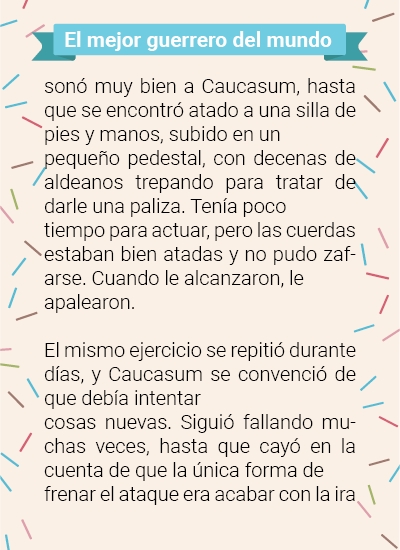 El mejor guerrero del mundo
sonó muy bien a Caucasum, hasta
que se encontró atado a una silla de
pies y manos, subido en un
pequeño pedestal, con decenas de
aldeanos trepando para tratar de
darle una paliza. Tenía poco
tiempo para actuar, pero las cuerdas
estaban bien atadas y no pudo zaf-
arse. Cuando le alcanzaron, le
apalearon.
El mismo ejercicio se repitió durante
días, y Caucasum se convenció de
que debía intentar
cosas nuevas. Siguió fallando mu-
chas veces, hasta que cayó en la
cuenta de que la única forma de
frenar el ataque era acabar con la ira